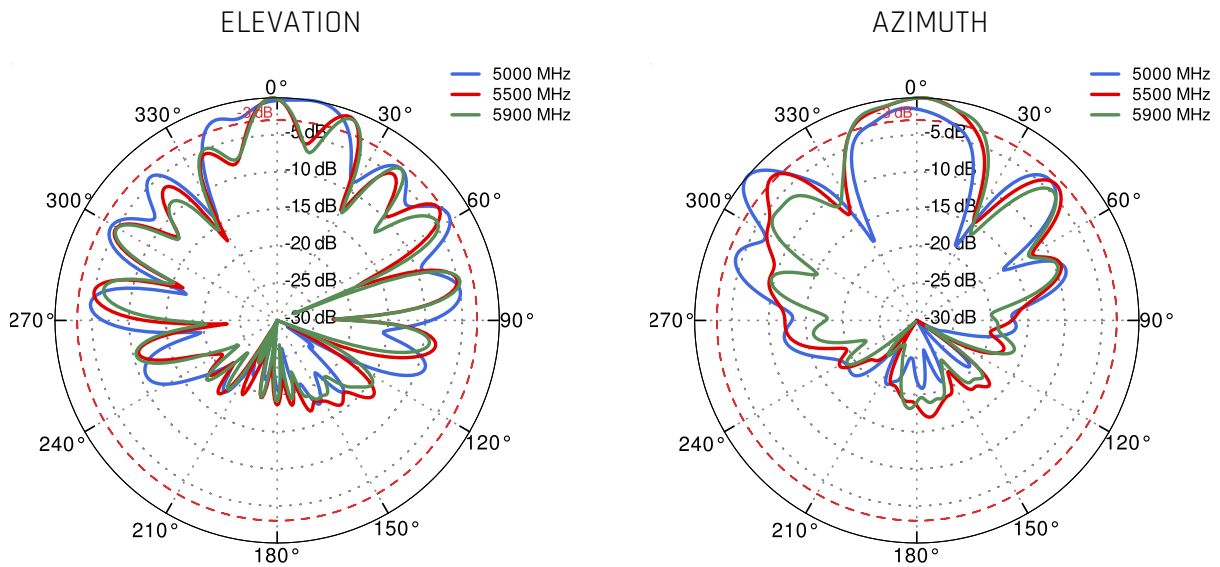 ELEVATION
5000 MHz
5500 MHz
5900 MHz
0°
330°
30°
-3 dB
-5 dB
-10 dB
300°
60°
-15 dB
-20 dB
-25 dB
-30 dB
270°
90°
240°
120°
210°
150°
180°
AZIMUTH
5000 MHz
5500 MHz
5900 MHz
0°
330°
30°
-3 dB
-5 dB
-10 dB
300°
60°
-15 dB
-20 dB
-25 dB
-30 dB
270°
90°
240°
120°
210°
150°
180°